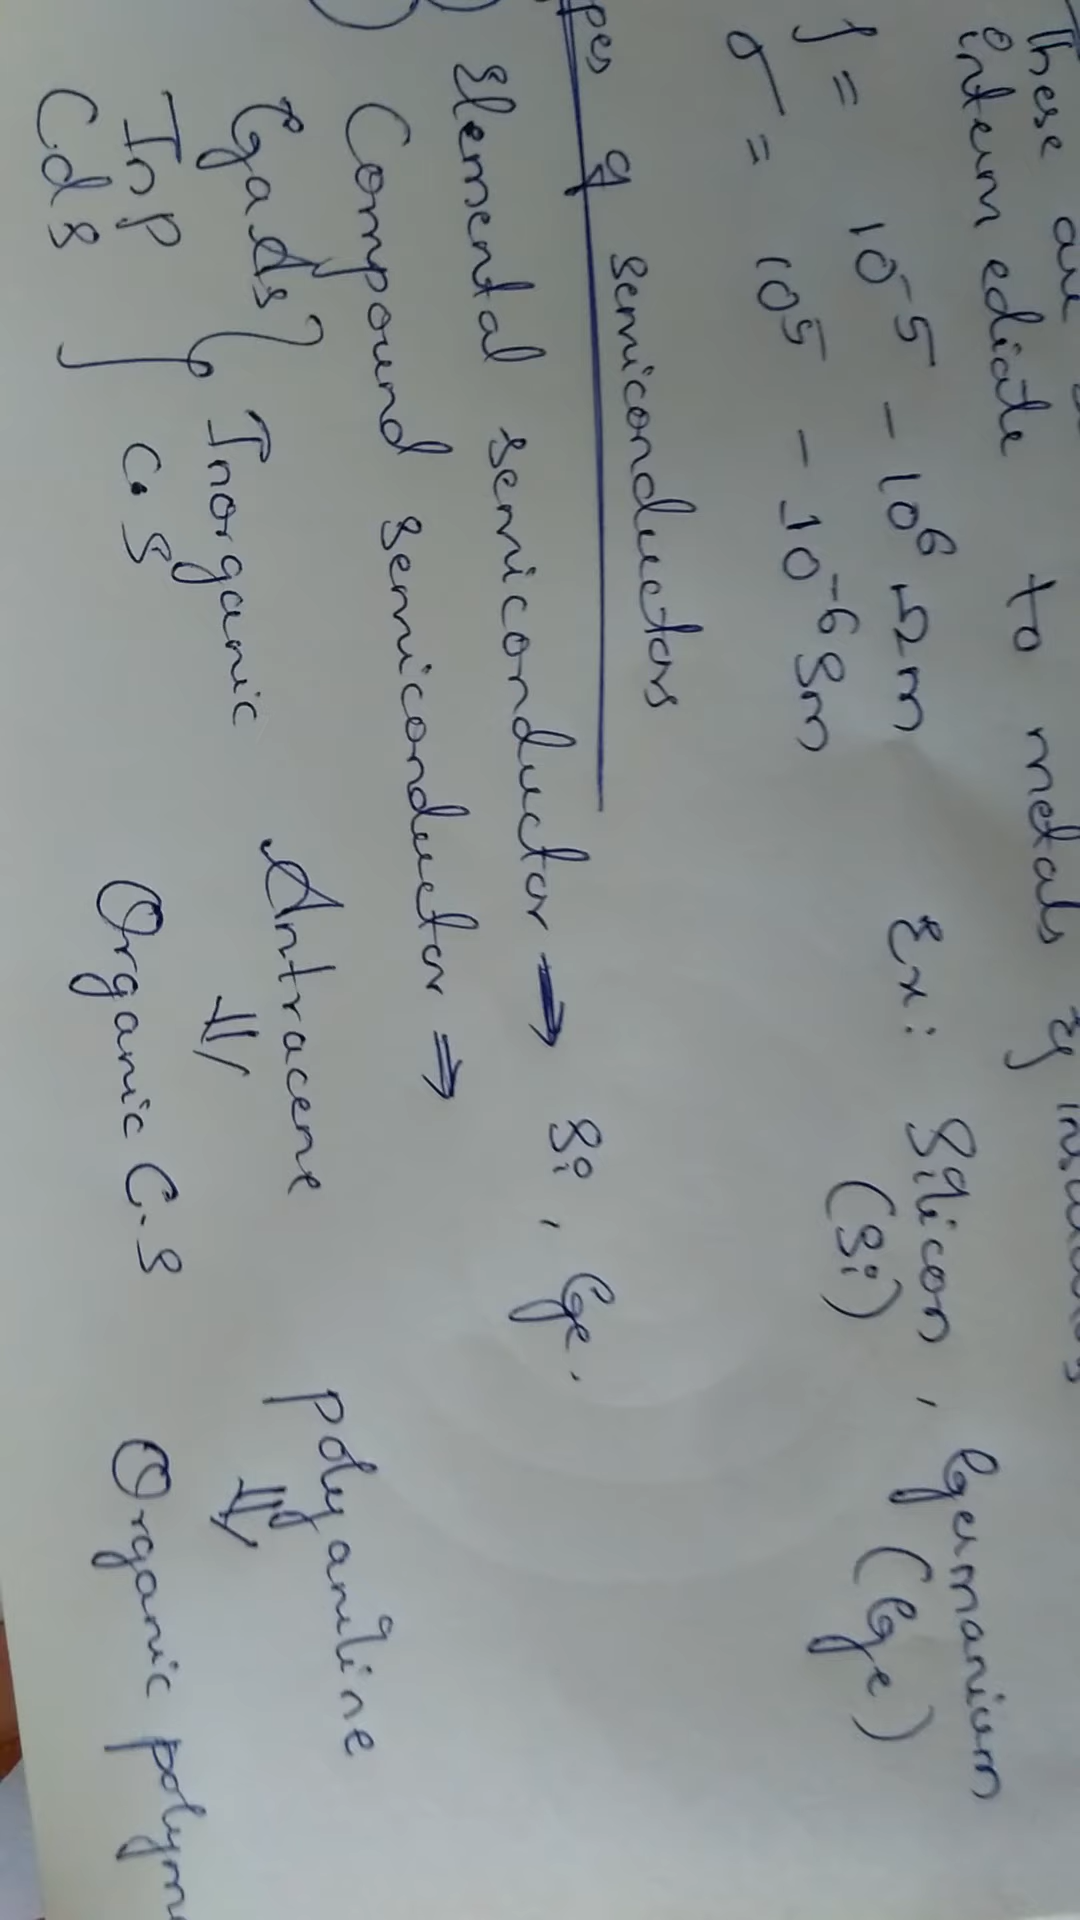 These are to metals &
intermediate
ρ = 10⁻⁵ – 10⁶ Ωm Ex: Silicon, Germanium
σ = 10⁵ – 10⁻⁶ Sm (Si) (Ge)
pes of semiconductors
Elemental semiconductor → Si, Ge.
Compound semiconductor ⇒
GaAs Inorganic Antracene polyaniline
InP C.S ⇓ ⇓
CdS Organic C.S Organic polym